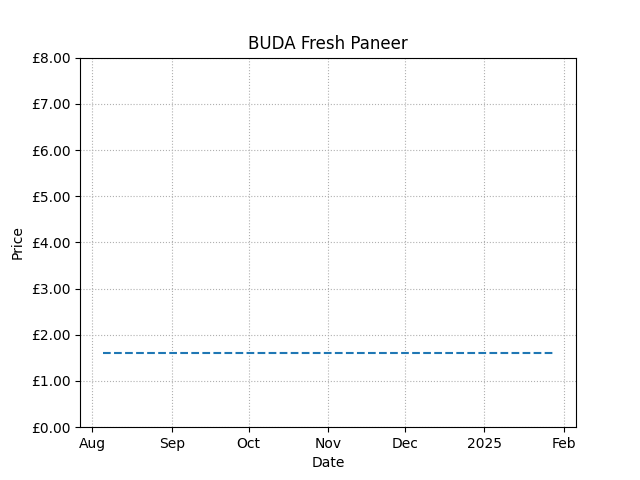 BUDA Fresh Paneer
£8.00
£7.00
£6.00
£5.00
£4.00
£3.00
£2.00
£1.00
£0.00
Price
Aug Sep Oct Nov Dec 2025 Feb
Date